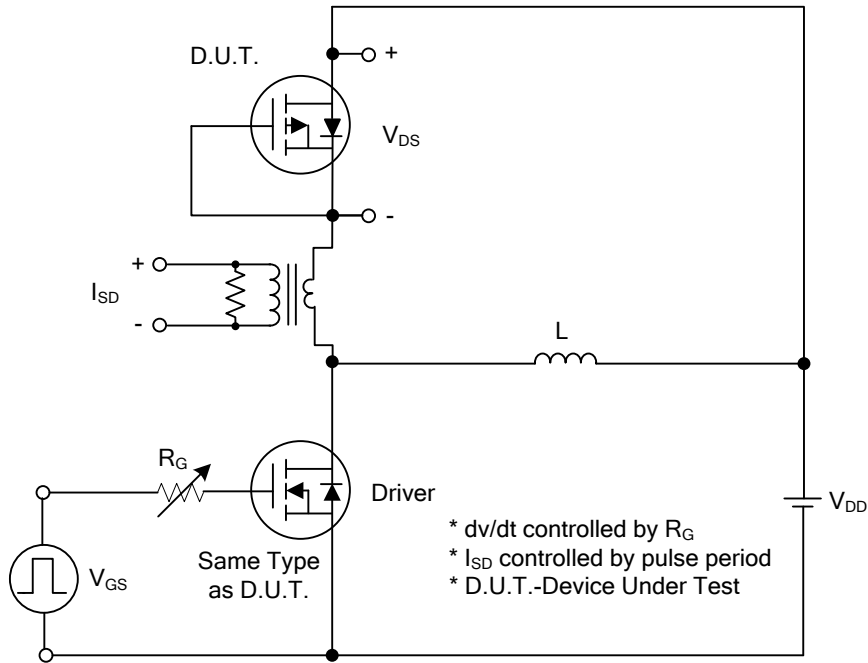 D.U.T.
+
V_DS
-
+
I_SD
-
L
R_G
Driver
V_DD
V_GS
Same Type
as D.U.T.
* dv/dt controlled by R_G
* I_SD controlled by pulse period
* D.U.T.-Device Under Test